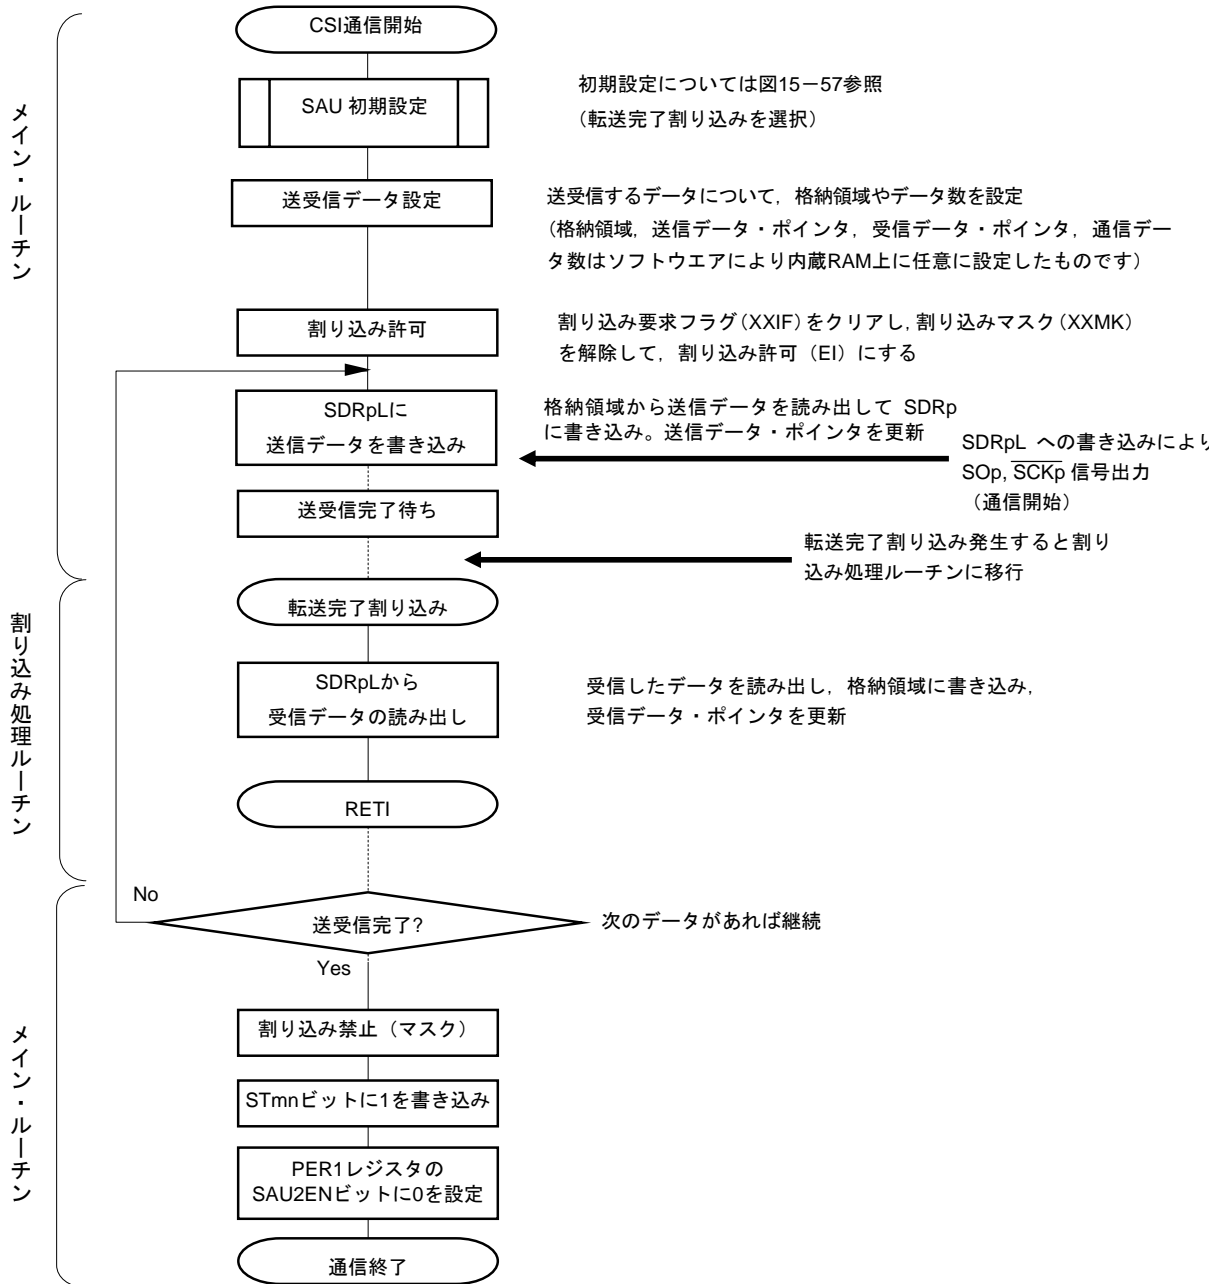 メイン・ルーチン
CSI通信開始
SAU 初期設定
初期設定については図15－57参照
（転送完了割り込みを選択）
送受信データ設定
送受信するデータについて，格納領域やデータ数を設定
（格納領域，送信データ・ポインタ，受信データ・ポインタ，通信デー
タ数はソフトウエアにより内蔵RAM上に任意に設定したものです）
割り込み許可
割り込み要求フラグ（XXIF）をクリアし，割り込みマスク（XXMK）
を解除して，割り込み許可（EI）にする
SDRpLに
送信データを書き込み
格納領域から送信データを読み出して SDRp
に書き込み。送信データ・ポインタを更新
SDRpL への書き込みにより
SOp, SCKp 信号出力
（通信開始）
送受信完了待ち
転送完了割り込み発生すると割り
込み処理ルーチンに移行
割り込み処理ルーチン
転送完了割り込み
SDRpLから
受信データの読み出し
受信したデータを読み出し，格納領域に書き込み，
受信データ・ポインタを更新
RETI
No
送受信完了?
次のデータがあれば継続
Yes
メイン・ルーチン
割り込み禁止（マスク）
STmnビットに1を書き込み
PER1レジスタの
SAU2ENビットに0を設定
通信終了